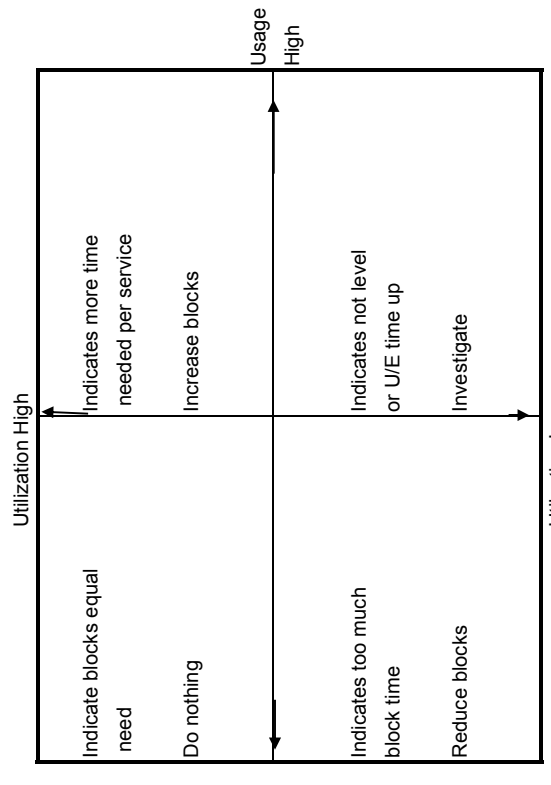 Utilization High
Indicate blocks equal
need
Do nothing
Indicates more time
needed per service
Increase blocks
Usage
High
Indicates too much
block time
Reduce blocks
Indicates not level
or U/E time up
Investigate